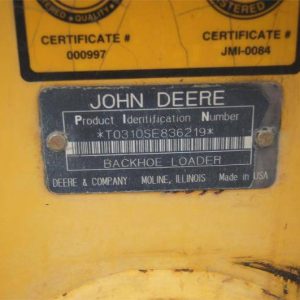 REGISTERED
CERTIFICATE #
000997
CERTIFICATE #
JMI-0084
JOHN DEERE
Product Identification Number
*T0310SE836219*
BACKHOE LOADER
DEERE & COMPANY MOLINE, ILLINOIS Made in USA